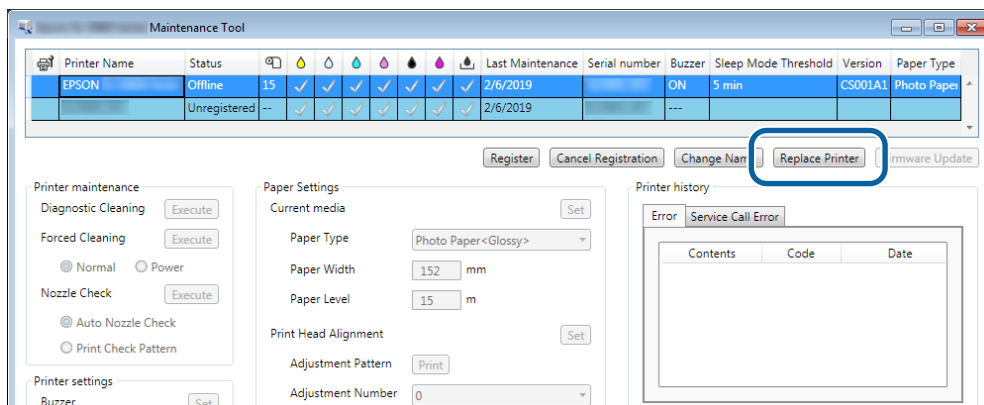 Maintenance Tool
Printer Name Status Last Maintenance Serial number Buzzer Sleep Mode Threshold Version Paper Type
EPSON Offline 15 2/6/2019 ON 5 min CS001A1 Photo Paper
Unregistered -- 2/6/2019 ---
Register Cancel Registration Change Nam Replace Printer rmware Update
Printer maintenance
Diagnostic Cleaning Execute
Forced Cleaning Execute
Normal Power
Nozzle Check Execute
Auto Nozzle Check
Print Check Pattern
Printer settings
Buzzer Set
Paper Settings
Current media Set
Paper Type Photo Paper<Glossy>
Paper Width 152 mm
Paper Level 15 m
Print Head Alignment Set
Adjustment Pattern Print
Adjustment Number 0
Printer history
Error Service Call Error
Contents Code Date